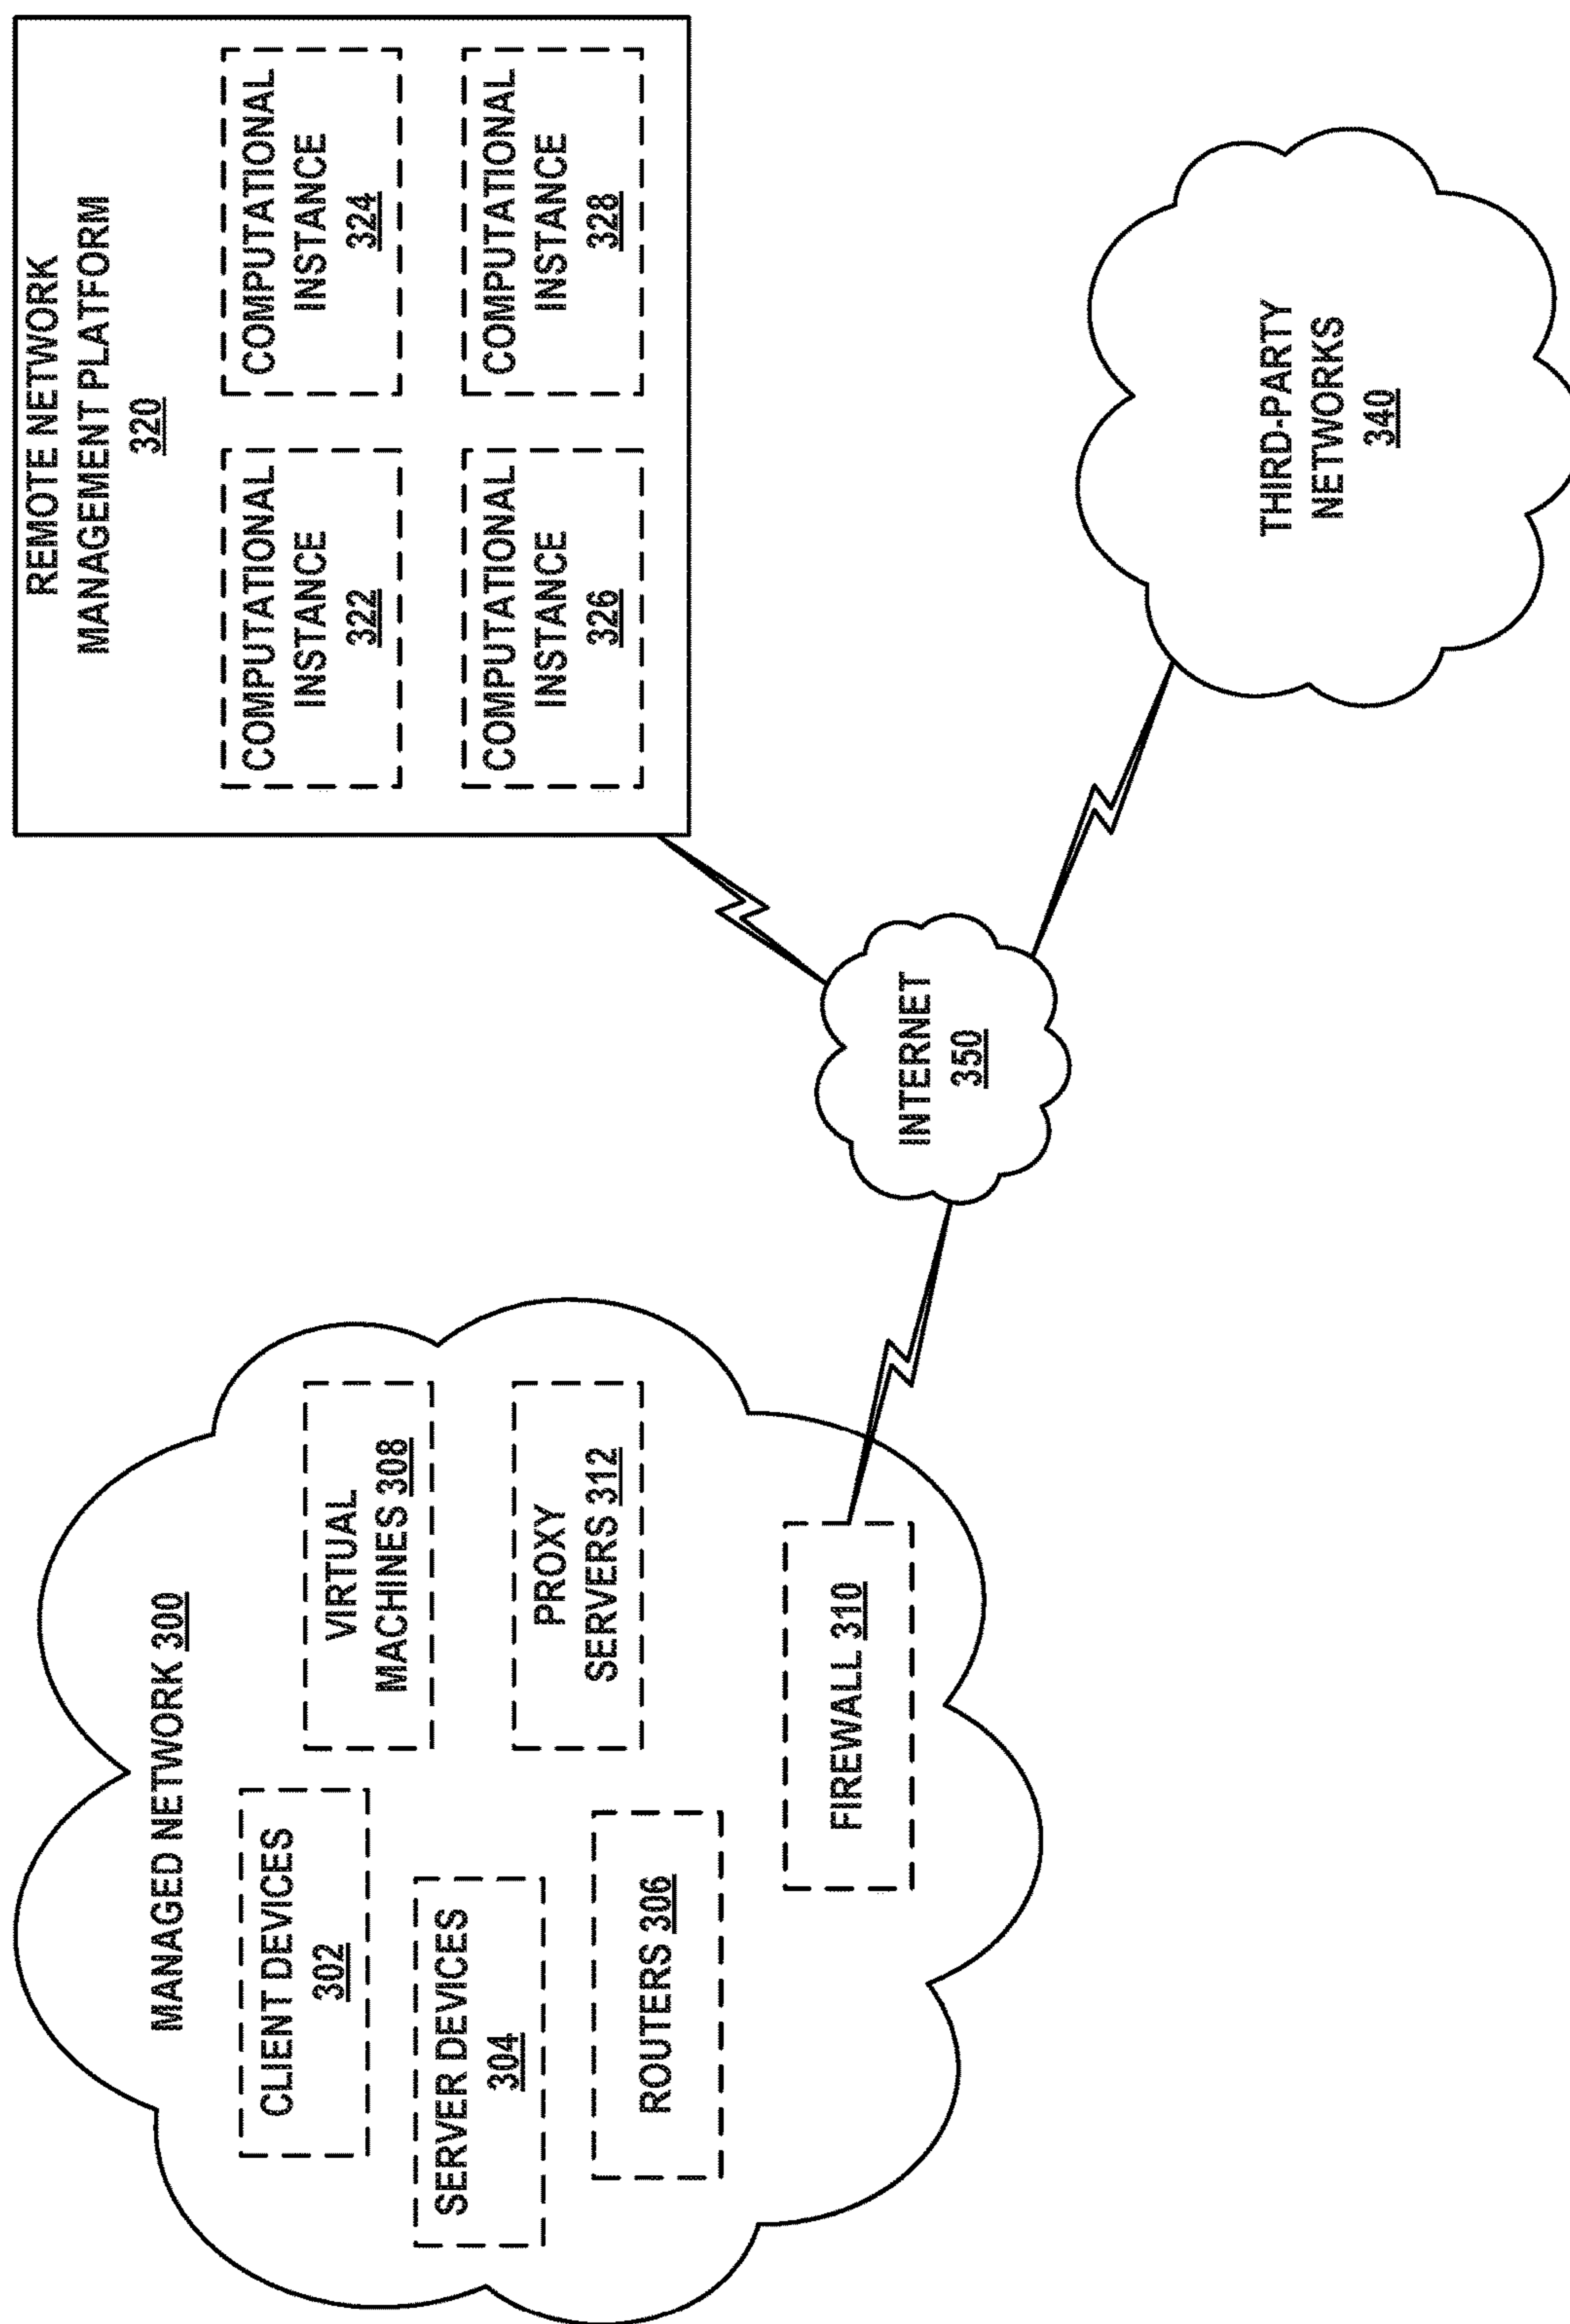 MANAGED NETWORK 300
CLIENT DEVICES
302
VIRTUAL
MACHINES 308
SERVER DEVICES
304
PROXY
SERVERS 312
ROUTERS 306
FIREWALL 310
INTERNET
350
REMOTE NETWORK
MANAGEMENT PLATFORM
320
COMPUTATIONAL
INSTANCE
322
COMPUTATIONAL
INSTANCE
324
COMPUTATIONAL
INSTANCE
326
COMPUTATIONAL
INSTANCE
328
THIRD-PARTY
NETWORKS
340